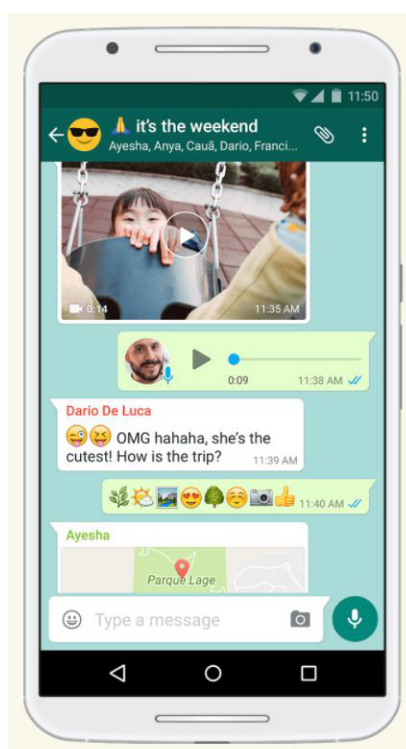 11:50
🙏 it's the weekend
Ayesha, Anya, Cauã, Dario, Franci...
0:14
11:35 AM
0:09
11:38 AM
Dario De Luca
😜😝 OMG hahaha, she's the
cutest! How is the trip?
11:39 AM
🌿🌤🏞😍🌳☺️📷👍 11:40 AM
Ayesha
Parque Lage
Type a message